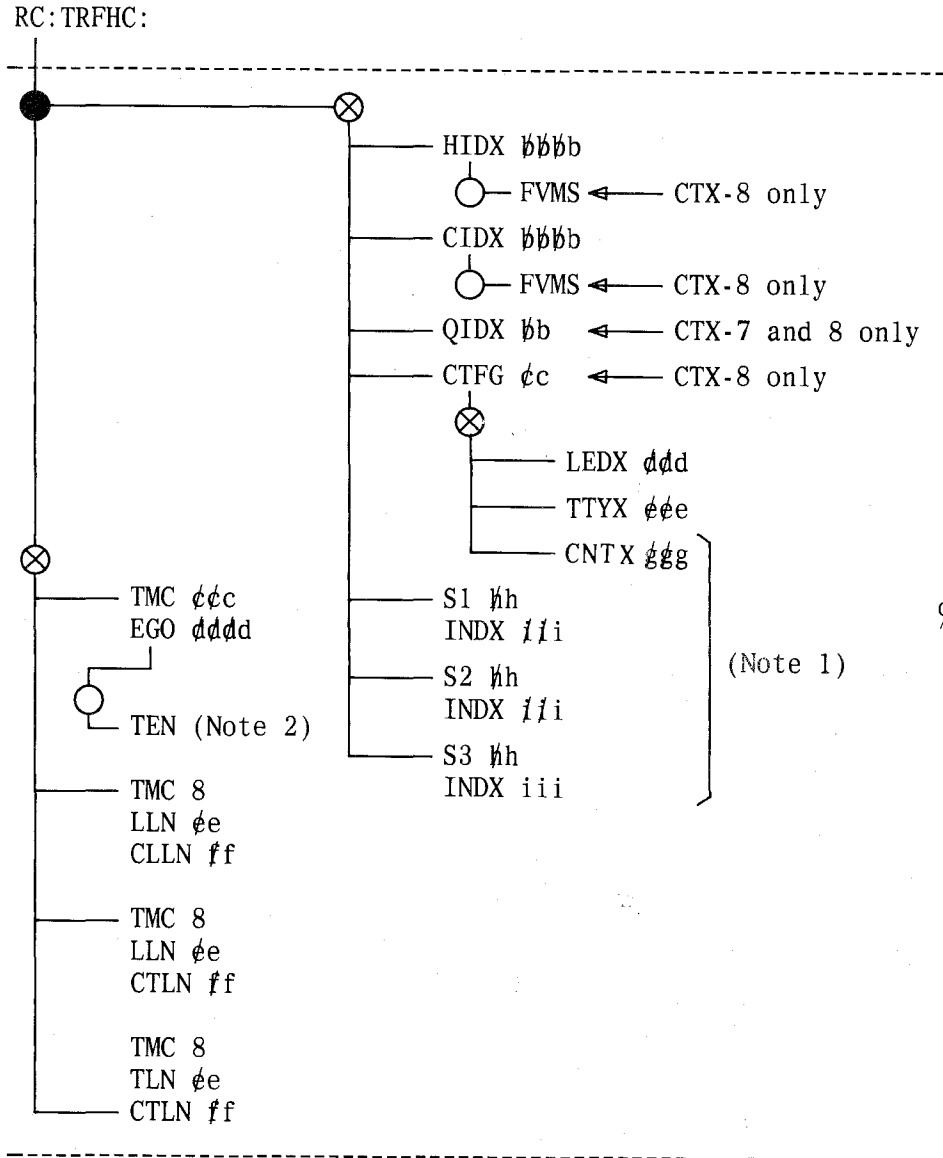 RC:TRFHC:
HIDX b̸b̸b̸b
FVMS CTX-8 only
CIDX b̸b̸b̸b
FVMS CTX-8 only
QIDX b̸b CTX-7 and 8 only
CTFG c̸c CTX-8 only
LEDX d̸d̸d
TTYX e̸e̸e
CNTX g̸g̸g
S1 h̸h
INDX i̸i̸i
S2 h̸h
INDX i̸i̸i
S3 h̸h
INDX iii
(Note 1)
TMC c̸c̸c
EGO d̸d̸d̸d
TEN (Note 2)
TMC 8
LLN e̸e
CLLN f̸f
TMC 8
LLN e̸e
CTLN f̸f
TMC 8
TLN e̸e
CTLN f̸f